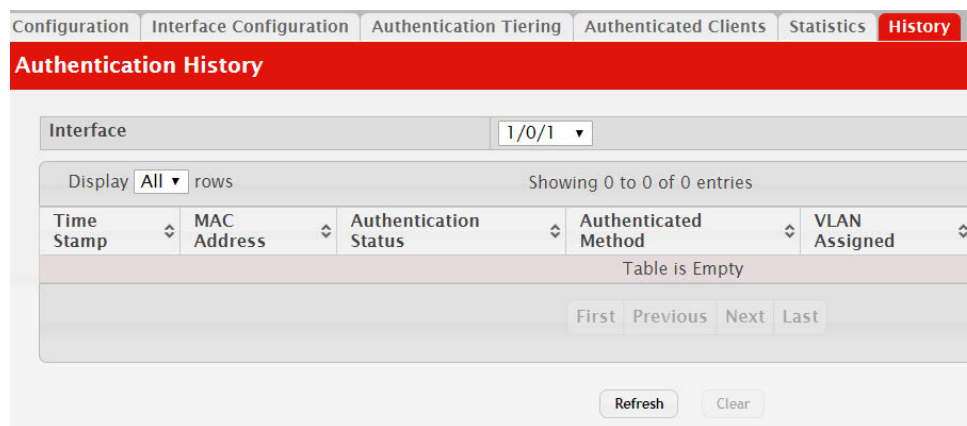 Configuration Interface Configuration Authentication Tiering Authenticated Clients Statistics History
Authentication History
Interface 1/0/1
Display All rows Showing 0 to 0 of 0 entries
Time Stamp MAC Address Authentication Status Authenticated Method VLAN Assigned
Table is Empty
First Previous Next Last
Refresh Clear